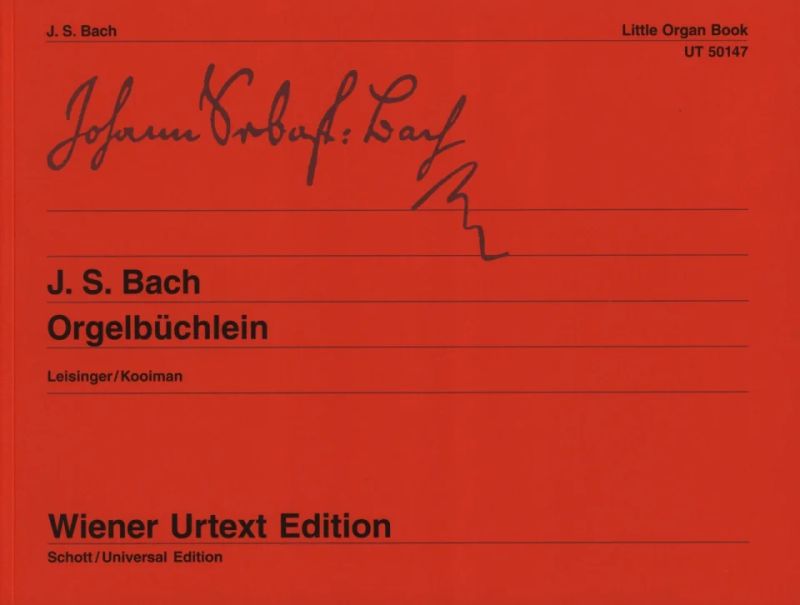 J. S. Bach
Little Organ Book
UT 50147
Johann Sebast: Bach
J. S. Bach
Orgelbüchlein
Leisinger/Kooiman
Wiener Urtext Edition
Schott/Universal Edition